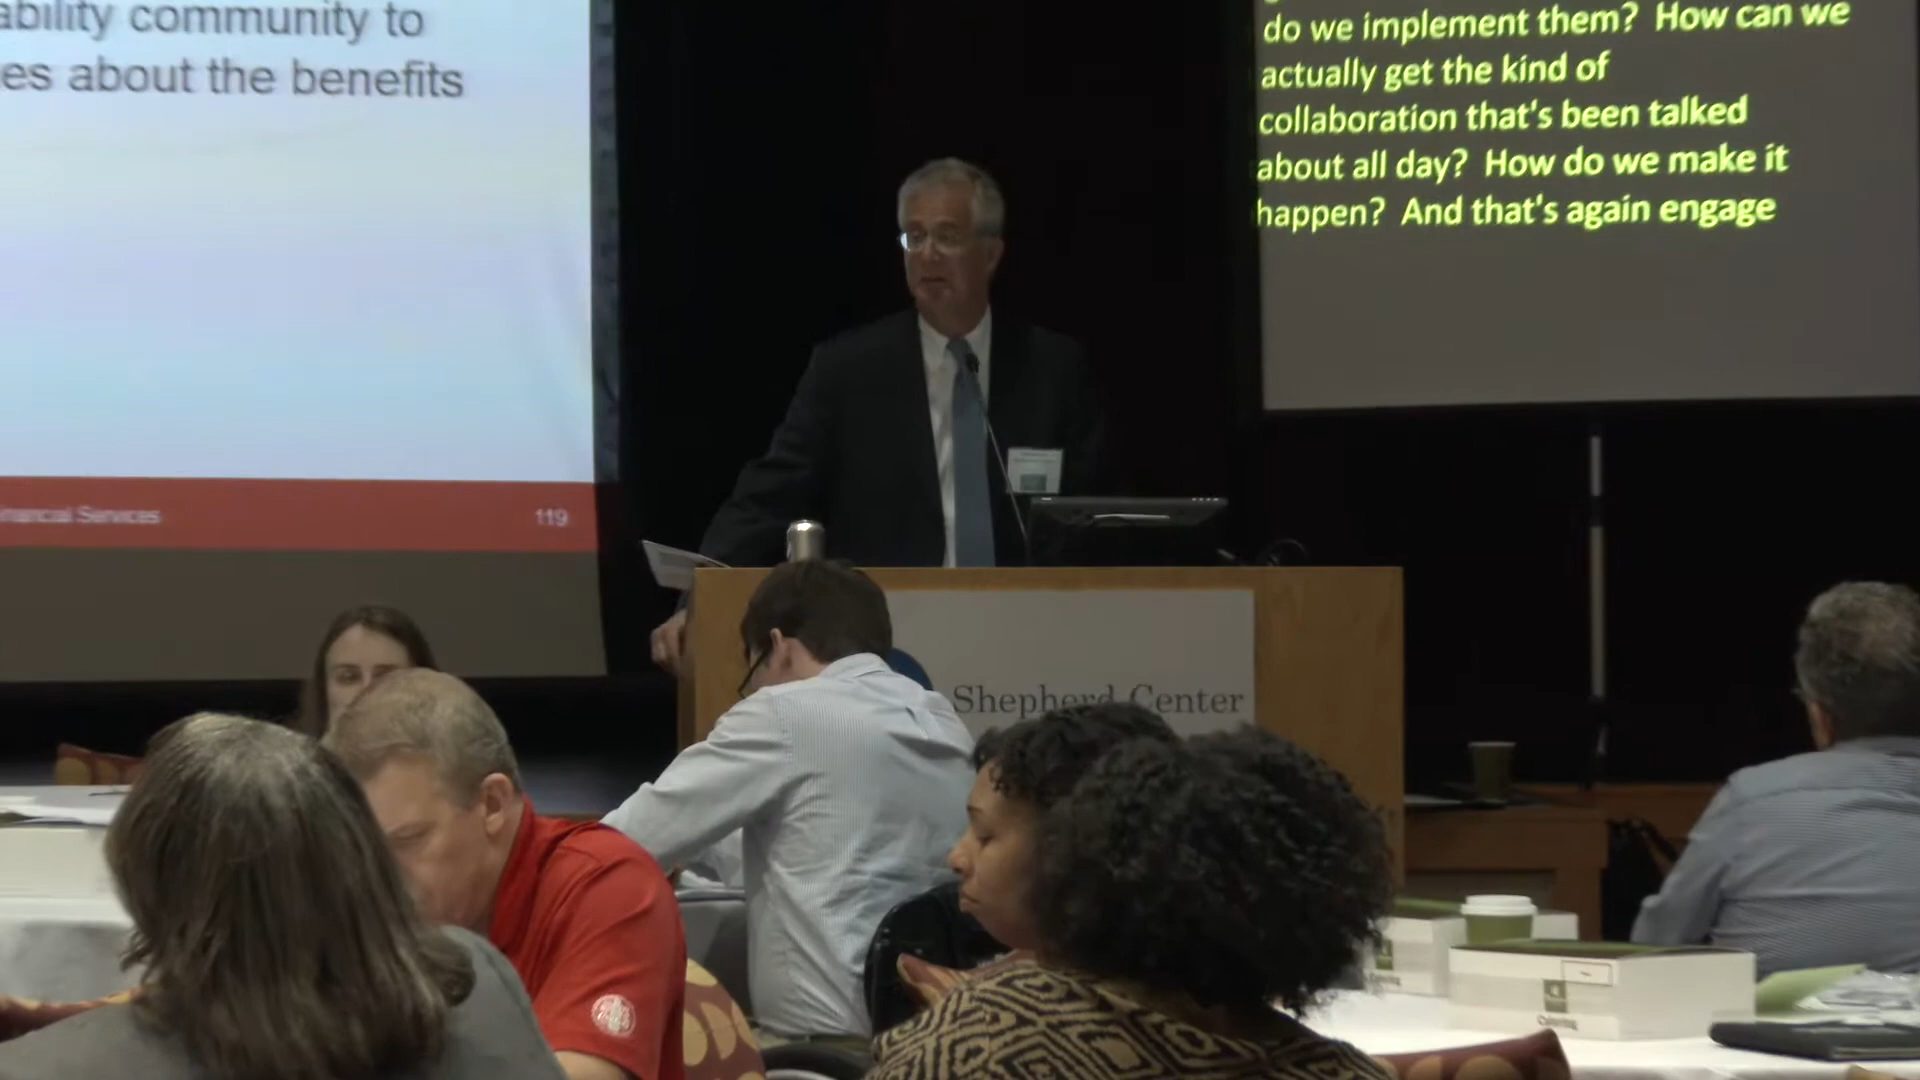 ability community to
es about the benefits
Financial Services
119
do we implement them? How can we
actually get the kind of
collaboration that's been talked
about all day? How do we make it
happen? And that's again engage
Shepherd Center